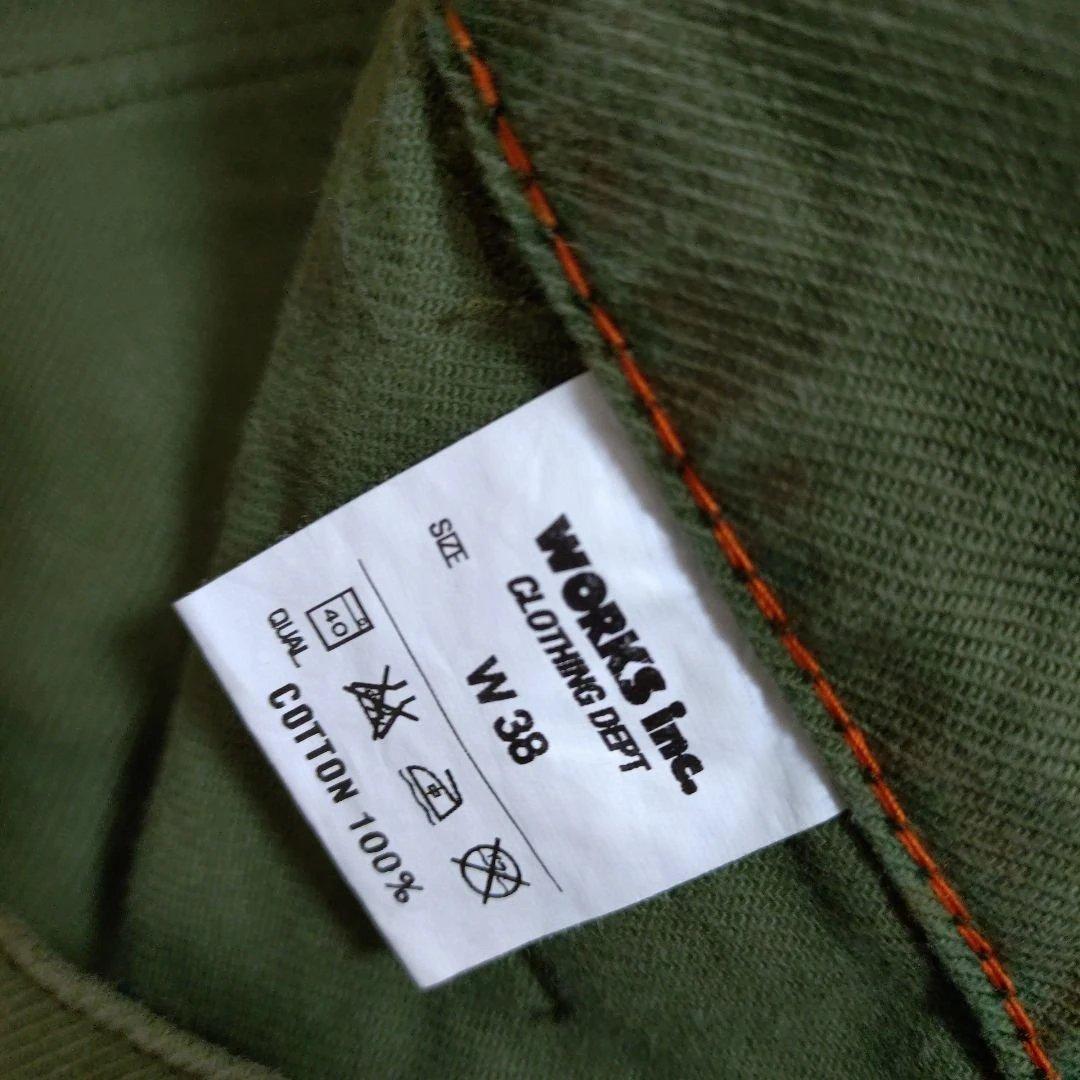 WORKS inc.
CLOTHING DEPT
SIZE
W 38
40
QUAL
COTTON 100%